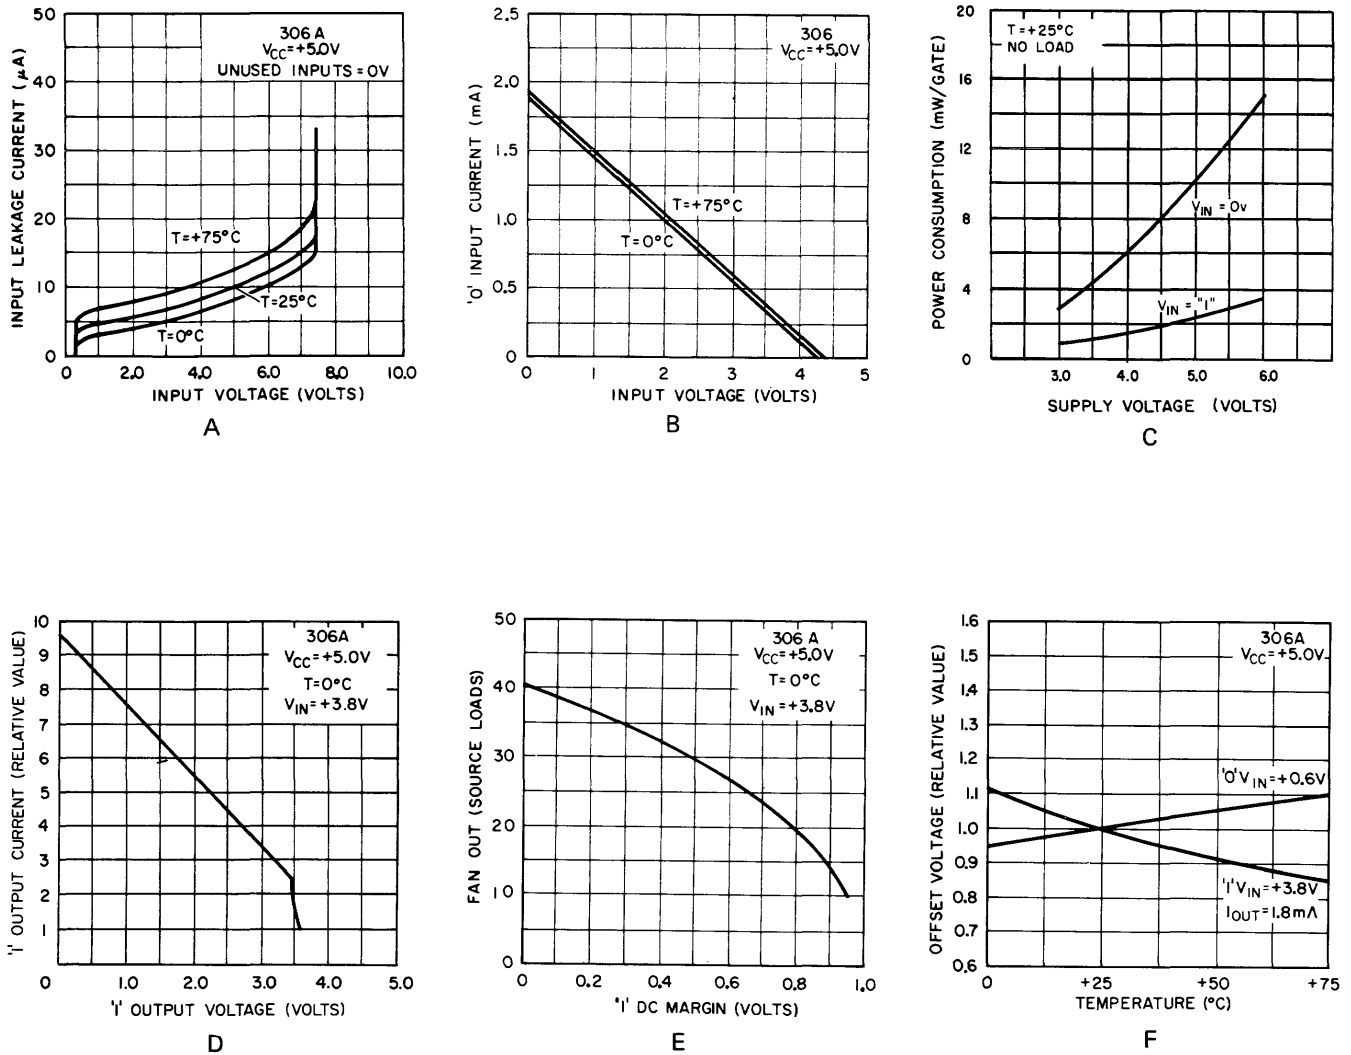 306 A
VCC=+5.0V
UNUSED INPUTS=0V
INPUT LEAKAGE CURRENT (μA)
50
40
30
20
10
0
T=+75°C
T=25°C
T=0°C
0 2.0 4.0 6.0 8.0 10.0
INPUT VOLTAGE (VOLTS)
A
306
VCC=+5.0V
'0' INPUT CURRENT (mA)
2.5
2.0
1.5
1.0
0.5
0
T=+75°C
T=0°C
0 1 2 3 4 5
INPUT VOLTAGE (VOLTS)
B
T=+25°C
NO LOAD
POWER CONSUMPTION (mW/GATE)
20
16
12
8
4
0
VIN=0v
VIN="1"
3.0 4.0 5.0 6.0
SUPPLY VOLTAGE (VOLTS)
C
306A
VCC=+5.0V
T=0°C
VIN=+3.8V
'1' OUTPUT CURRENT (RELATIVE VALUE)
10
9
8
7
6
5
4
3
2
1
0 1.0 2.0 3.0 4.0 5.0
'1' OUTPUT VOLTAGE (VOLTS)
D
306 A
VCC=+5.0V
T=0°C
VIN=+3.8V
FAN OUT (SOURCE LOADS)
50
40
30
20
10
0
0 0.2 0.4 0.6 0.8 1.0
'1' DC MARGIN (VOLTS)
E
306A
VCC=+5.0V
OFFSET VOLTAGE (RELATIVE VALUE)
1.6
1.5
1.4
1.3
1.2
1.1
1.0
0.9
0.8
0.7
0.6
'0' VIN=+0.6V
'1' VIN=+3.8V
IOUT=1.8mA
0 +25 +50 +75
TEMPERATURE (°C)
F